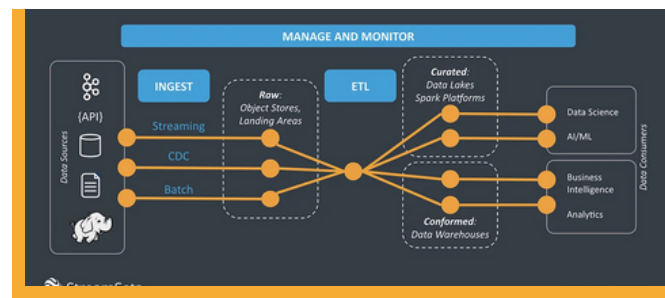 MANAGE AND MONITOR
INGEST
ETL
Data Sources
{API}
Streaming
CDC
Batch
Raw:
Object Stores,
Landing Areas
Curated:
Data Lakes
Spark Platforms
Conformed:
Data Warehouses
Data Science
AI/ML
Business
Intelligence
Analytics
Data Consumers
StreamSets